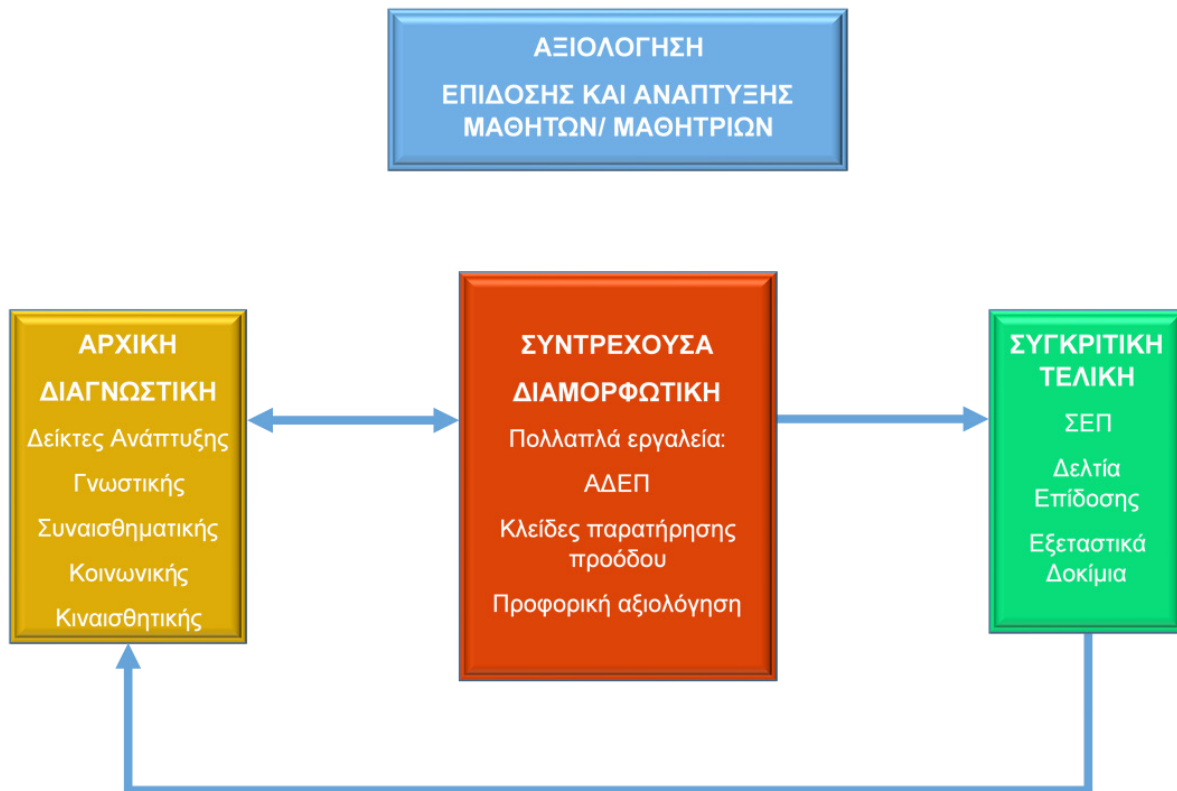 ΑΞΙΟΛΟΓΗΣΗ
ΕΠΙΔΟΣΗΣ ΚΑΙ ΑΝΑΠΤΥΞΗΣ
ΜΑΘΗΤΩΝ/ ΜΑΘΗΤΡΙΩΝ
ΑΡΧΙΚΗ
ΔΙΑΓΝΩΣΤΙΚΗ
Δείκτες Ανάπτυξης
Γνωστικής
Συναισθηματικής
Κοινωνικής
Κιναισθητικής
ΣΥΝΤΡΕΧΟΥΣΑ
ΔΙΑΜΟΡΦΩΤΙΚΗ
Πολλαπλά εργαλεία:
ΑΔΕΠ
Κλείδες παρατήρησης
προόδου
Προφορική αξιολόγηση
ΣΥΓΚΡΙΤΙΚΗ
ΤΕΛΙΚΗ
ΣΕΠ
Δελτία
Επίδοσης
Εξεταστικά
Δοκίμια